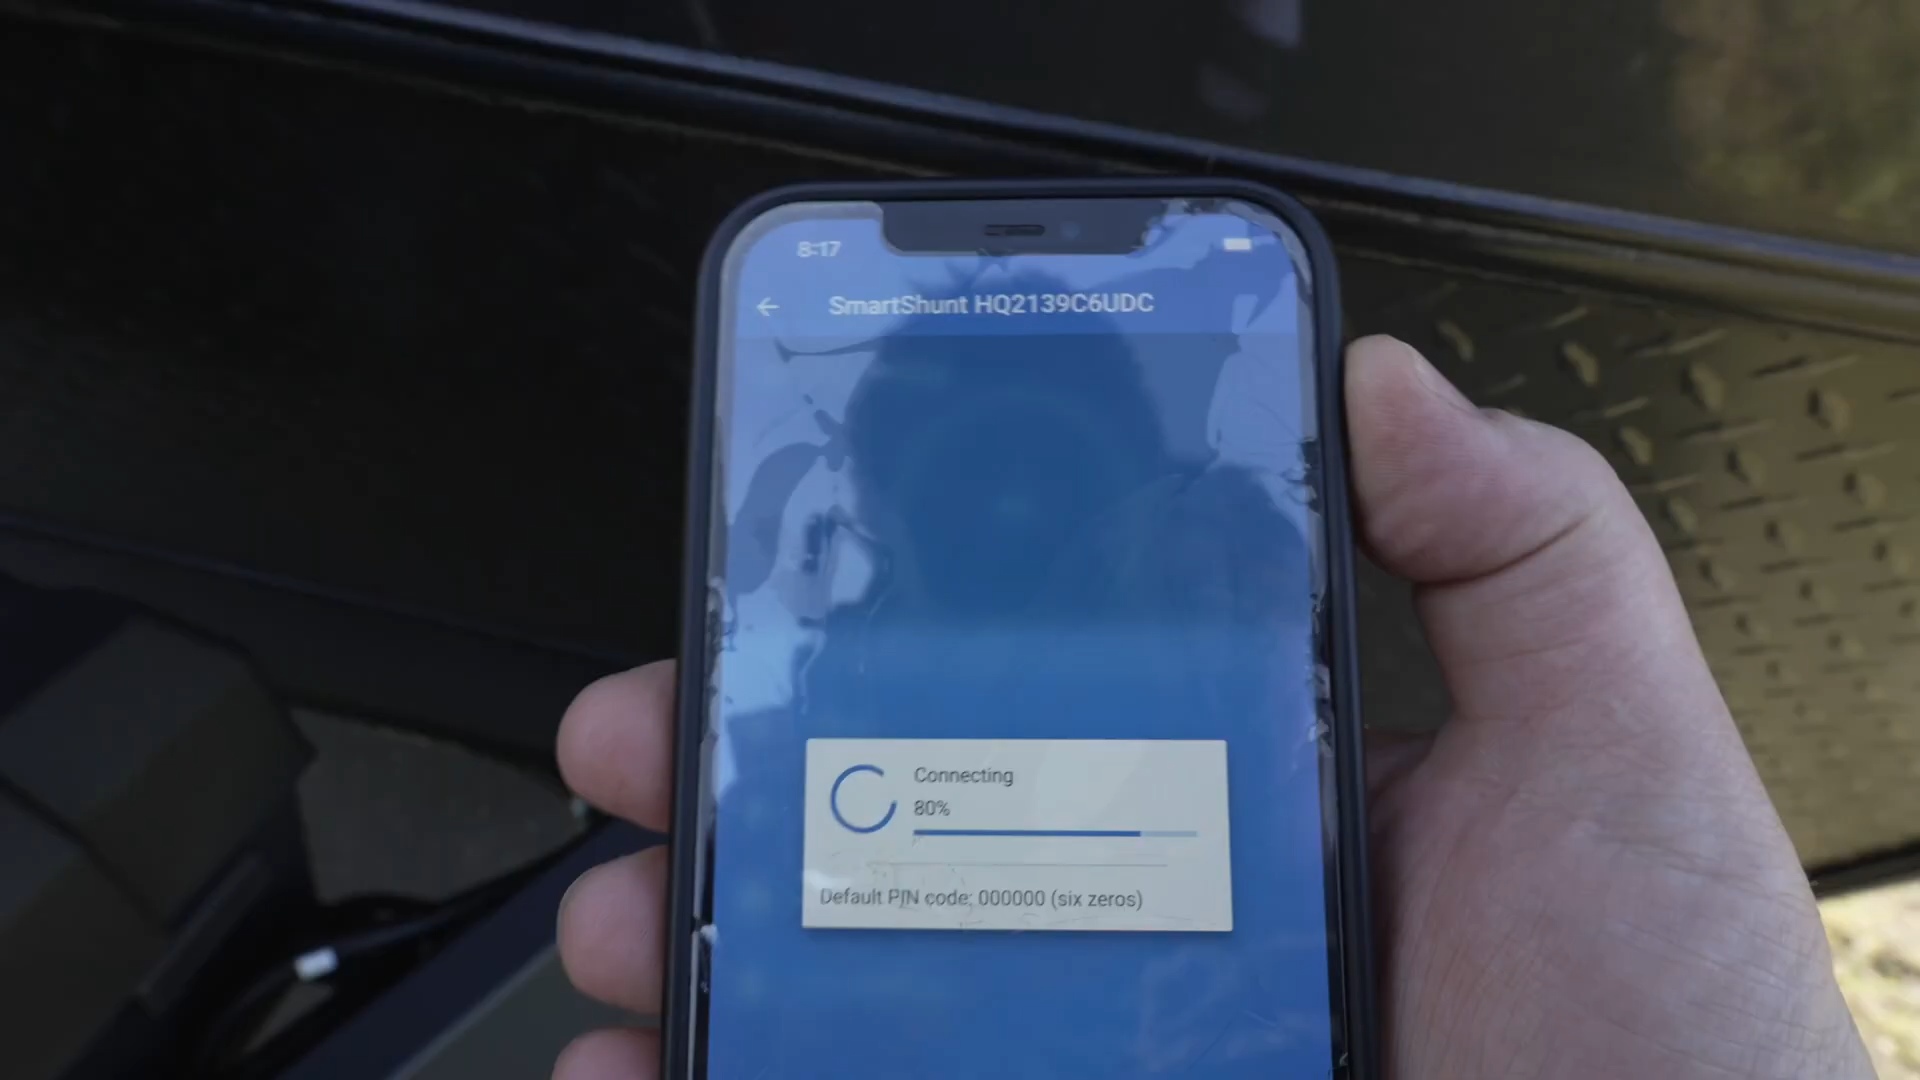 8:17
SmartShunt HQ2139C6UDC
Connecting
80%
Default PIN code: 000000 (six zeros)